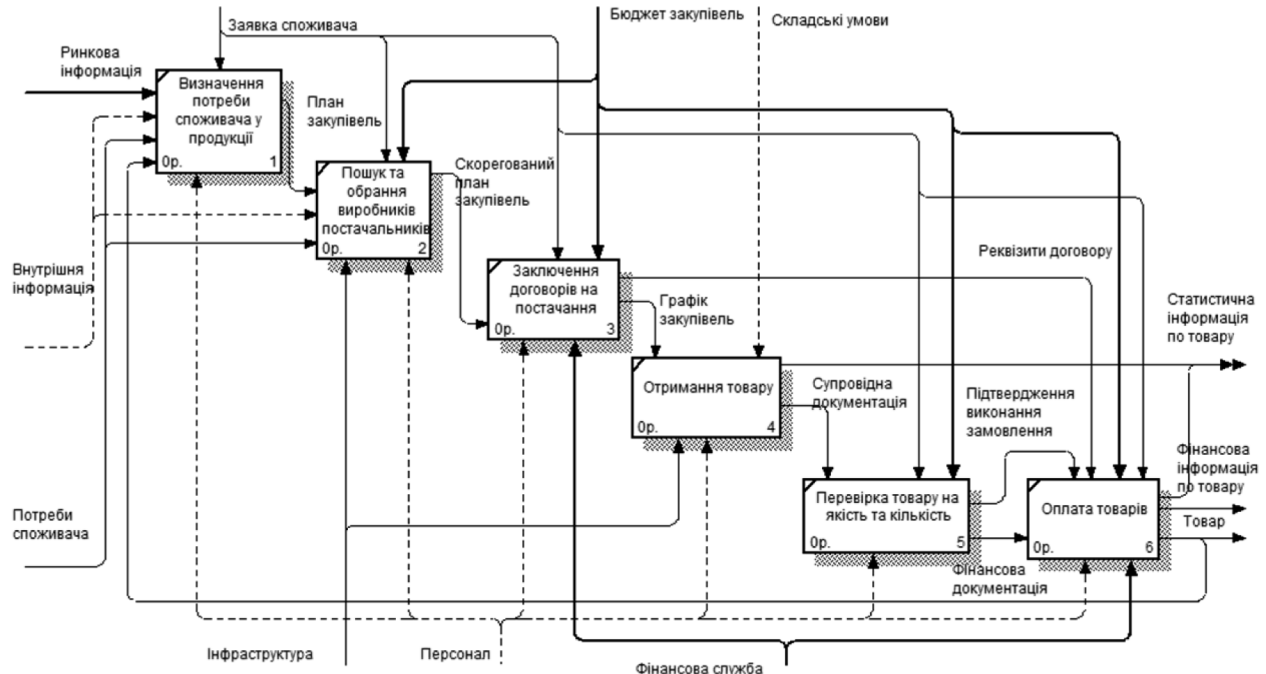 Заявка споживача
Бюджет закупівель
Складські умови
Ринкова
інформація
Визначення
потреби
споживача у
продукції
0р. 1
План
закупівель
Пошук та
обрання
виробників
постачальників
0р. 2
Скорегований
план
закупівель
Внутрішня
інформація
Заключення
договорів на
постачання
0р. 3
Реквізити договору
Графік
закупівель
Статистична
інформація
по товару
Отримання товару
0р. 4
Супровідна
документація
Підтвердження
виконання
замовлення
Фінансова
інформація
по товару
Потреби
споживача
Перевірка товару на
якість та кількість
0р. 5
Оплата товарів
0р. 6
Товар
Фінансова
документація
Інфраструктура
Персонал
Фінансова служба